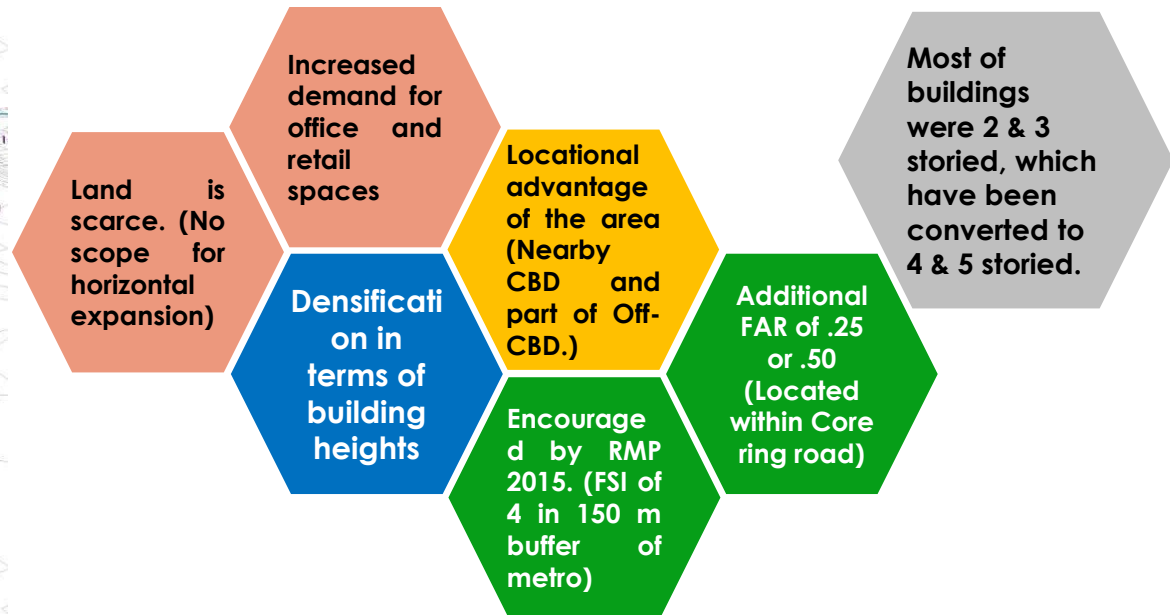 Land is
scarce. (No
scope for
horizontal
expansion)
Increased
demand for
office and
retail
spaces
Densificati
on in
terms of
building
heights
Locational
advantage
of the area
(Nearby
CBD and
part of Off-
CBD.)
Encourage
d by RMP
2015. (FSI of
4 in 150 m
buffer of
metro)
Additional
FAR of .25
or .50
(Located
within Core
ring road)
Most of
buildings
were 2 & 3
storied, which
have been
converted to
4 & 5 storied.